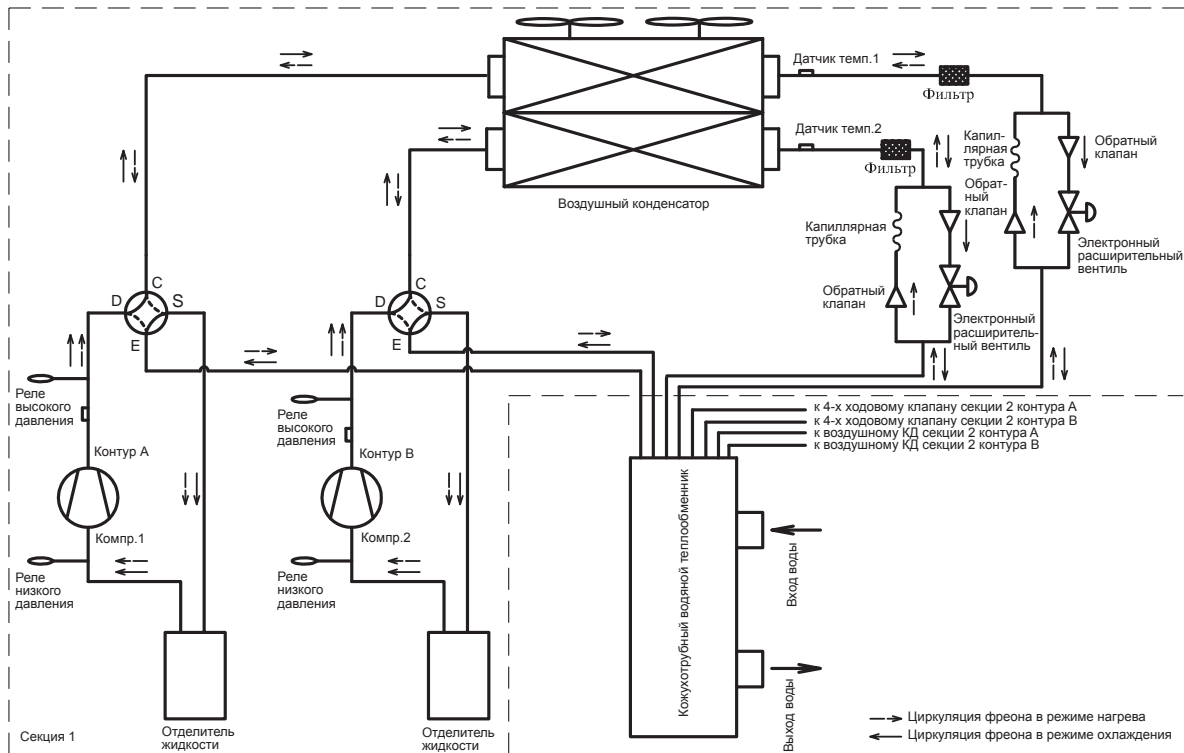 Датчик темп.1
Фильтр
Датчик темп.2
Фильтр
Воздушный конденсатор
Капил-
лярная
трубка
Обратный
клапан
Обрат-
ный
клапан
Электронный
расширительный
вентиль
Капиллярная
трубка
Обратный
клапан
Электронный
расширитель-
ный вентиль
C
D
S
E
C
D
S
E
Реле
высокого
давления
Контур А
Компр.1
Реле
низкого
давления
Отделитель
жидкости
Реле
высокого
давления
Контур В
Компр.2
Реле
низкого
давления
Отделитель
жидкости
к 4-х ходовому клапану секции 2 контура А
к 4-х ходовому клапану секции 2 контура В
к воздушному КД секции 2 контура А
к воздушному КД секции 2 контура В
Кожухотрубный водяной теплообменник
Вход воды
Выход воды
Секция 1
Циркуляция фреона в режиме нагрева
Циркуляция фреона в режиме охлаждения